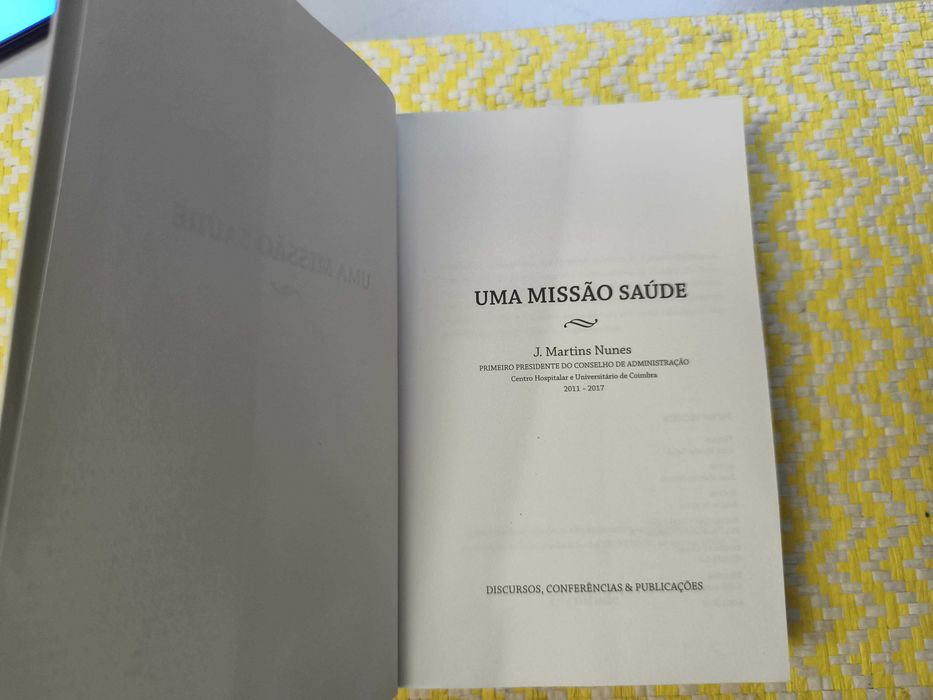 UMA MISSÃO SAÚDE
J. Martins Nunes
PRIMEIRO PRESIDENTE DO CONSELHO DE ADMINISTRAÇÃO
Centro Hospitalar e Universitário de Coimbra
2011 – 2017
DISCURSOS, CONFERÊNCIAS & PUBLICAÇÕES